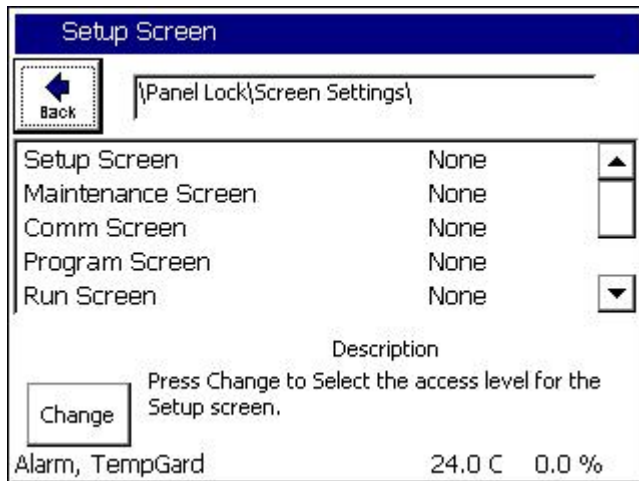 Setup Screen
Back
\Panel Lock\Screen Settings\
Setup Screen None
Maintenance Screen None
Comm Screen None
Program Screen None
Run Screen None
Description
Press Change to Select the access level for the
Setup screen.
Change
Alarm, TempGard 24.0 C 0.0 %